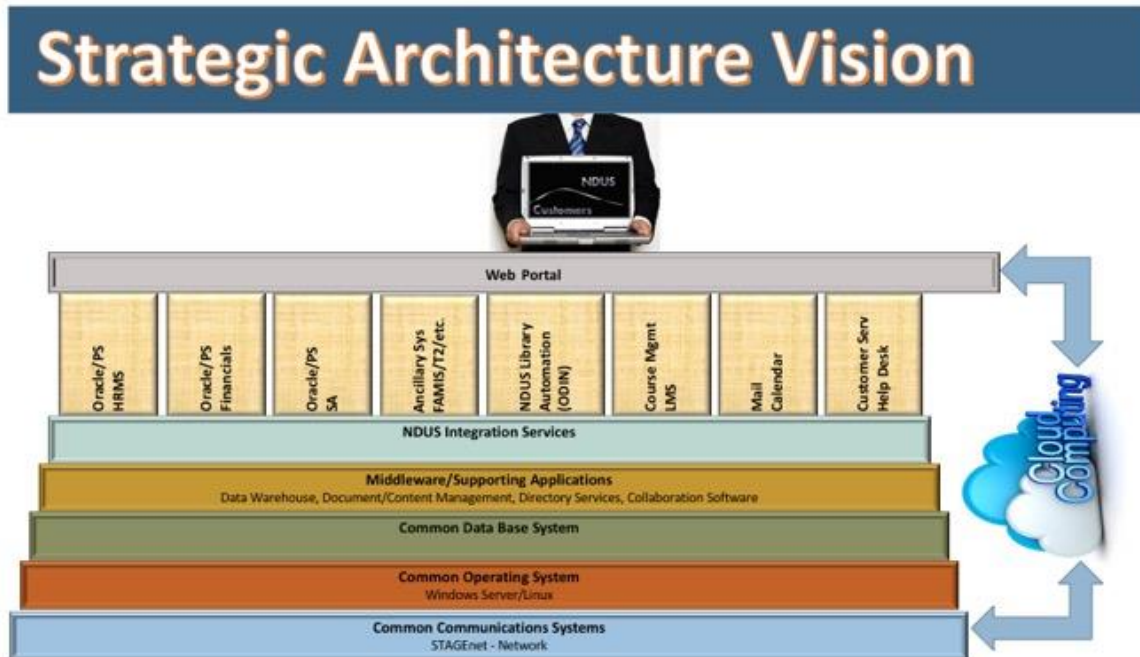 Strategic Architecture Vision
NDUS
Customers
Web Portal
Oracle/PS
HRMS
Oracle/PS
Financials
Oracle/PS
SA
Ancillary Sys
FAMIS/T2/etc.
NDUS Library
Automation
(ODIN)
Course Mgmt
LMS
Mail
Calendar
Customer Serv
Help Desk
NDUS Integration Services
Middleware/Supporting Applications
Data Warehouse, Document/Content Management, Directory Services, Collaboration Software
Common Data Base System
Common Operating System
Windows Server/Linux
Common Communications Systems
STAGEnet - Network
Cloud
Computing